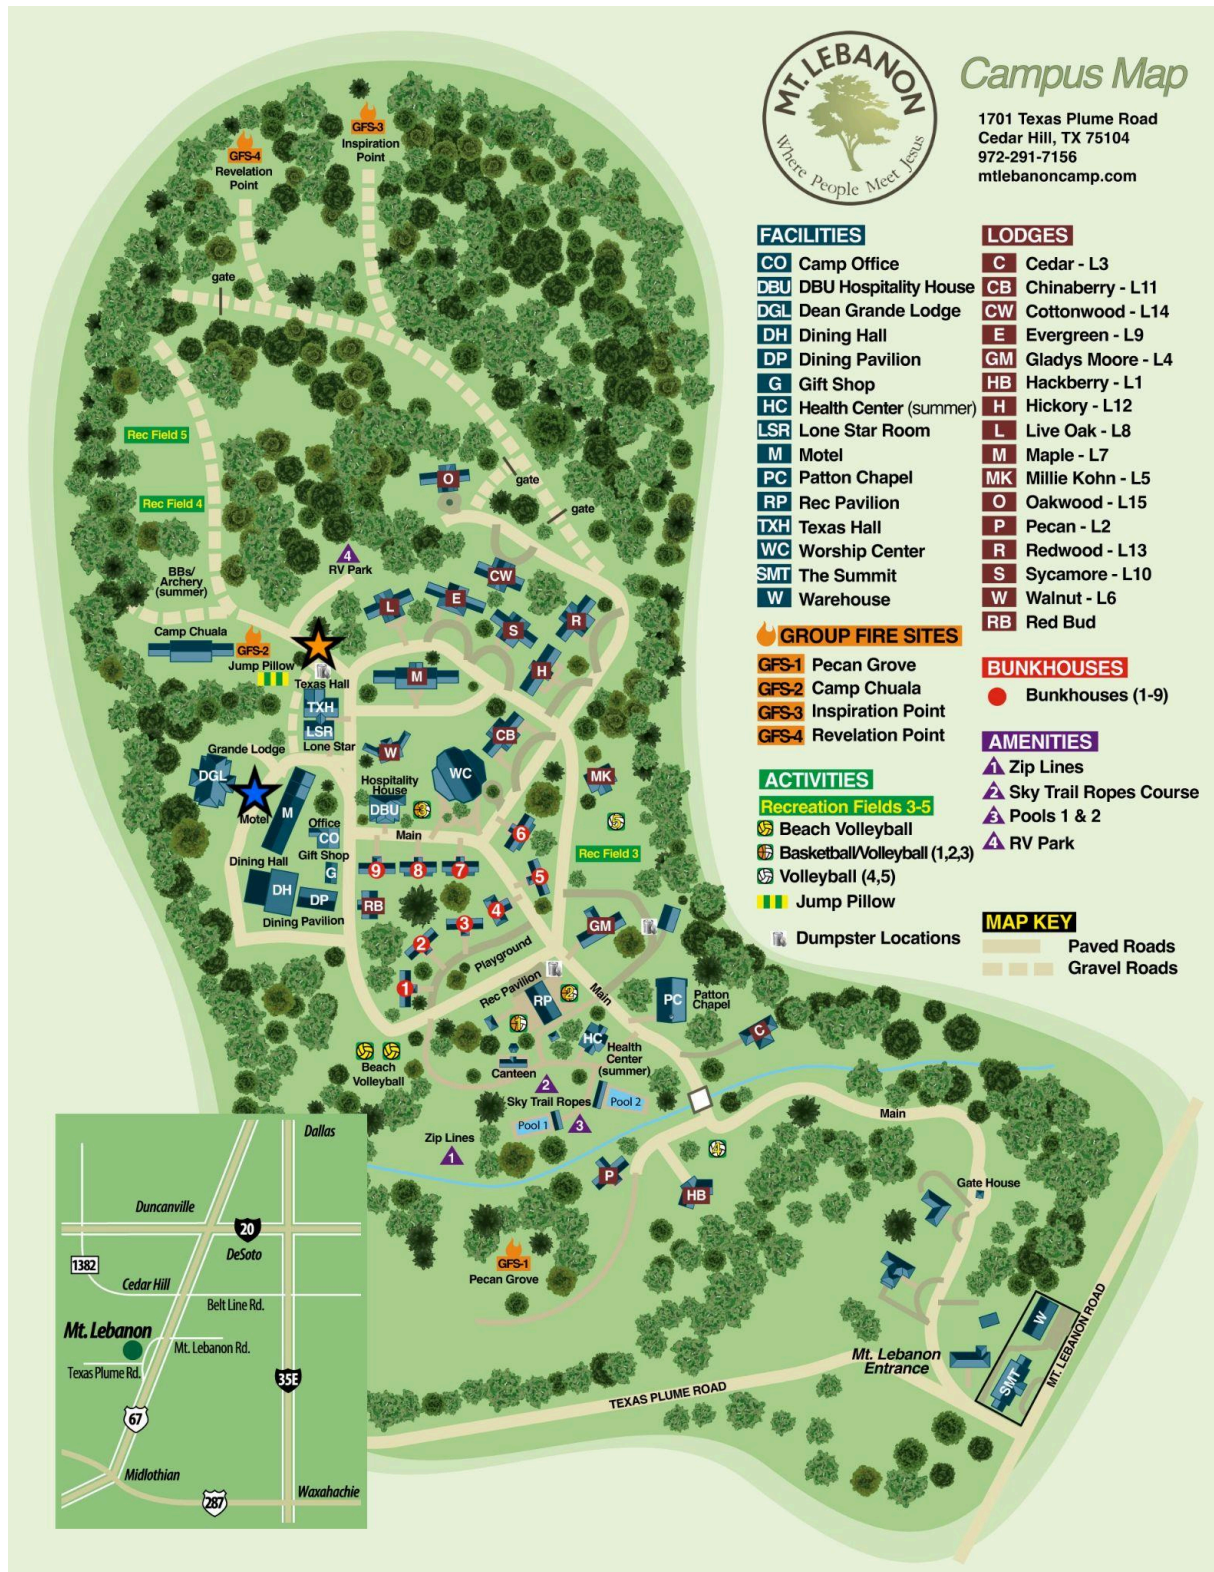 MT. LEBANON
Where People Meet Jesus
Campus Map
1701 Texas Plume Road
Cedar Hill, TX 75104
972-291-7156
mtlebanoncamp.com
FACILITIES
CO Camp Office
DBU DBU Hospitality House
DGL Dean Grande Lodge
DH Dining Hall
DP Dining Pavilion
G Gift Shop
HC Health Center (summer)
LSR Lone Star Room
M Motel
PC Patton Chapel
RP Rec Pavilion
TXH Texas Hall
WC Worship Center
SMT The Summit
W Warehouse
GROUP FIRE SITES
GFS-1 Pecan Grove
GFS-2 Camp Chuala
GFS-3 Inspiration Point
GFS-4 Revelation Point
ACTIVITIES
Recreation Fields 3-5
Beach Volleyball
Basketball/Volleyball (1,2,3)
Volleyball (4,5)
Jump Pillow
Dumpster Locations
LODGES
C Cedar - L3
CB Chinaberry - L11
CW Cottonwood - L14
E Evergreen - L9
GM Gladys Moore - L4
HB Hackberry - L1
H Hickory - L12
L Live Oak - L8
M Maple - L7
MK Millie Kohn - L5
O Oakwood - L15
P Pecan - L2
R Redwood - L13
S Sycamore - L10
W Walnut - L6
RB Red Bud
BUNKHOUSES
Bunkhouses (1-9)
AMENITIES
1 Zip Lines
2 Sky Trail Ropes Course
3 Pools 1 & 2
4 RV Park
MAP KEY
Paved Roads
Gravel Roads
GFS-3
Inspiration
Point
GFS-4
Revelation
Point
gate
Rec Field 5
Rec Field 4
O
gate
gate
4
RV Park
BBs/
Archery
(summer)
CW
E
L
R
S
Camp Chuala
GFS-2
Jump Pillow
Texas Hall
M
H
TXH
LSR
Lone Star
Grande Lodge
DGL
Motel
M
W
CB
WC
MK
Hospitality
House
DBU
3
Office
CO
Gift Shop
G
Main
6
5
Rec Field 3
Dining Hall
DH
DP
Dining Pavilion
9
8
7
5
RB
4
3
2
1
GM
Playground
Rec Pavilion
RP
2
Main
PC
Patton
Chapel
1
HC
Health
Center
(summer)
C
Beach
Volleyball
Canteen
2
Sky Trail Ropes
Pool 2
Pool 1
3
Zip Lines
1
4
P
HB
Main
Gate House
GFS-1
Pecan Grove
W
SMT
MT. LEBANON ROAD
Mt. Lebanon
Entrance
TEXAS PLUME ROAD
Dallas
Duncanville
20
DeSoto
1382
Cedar Hill
Belt Line Rd.
Mt. Lebanon
Mt. Lebanon Rd.
Texas Plume Rd.
35E
67
Midlothian
287
Waxahachie